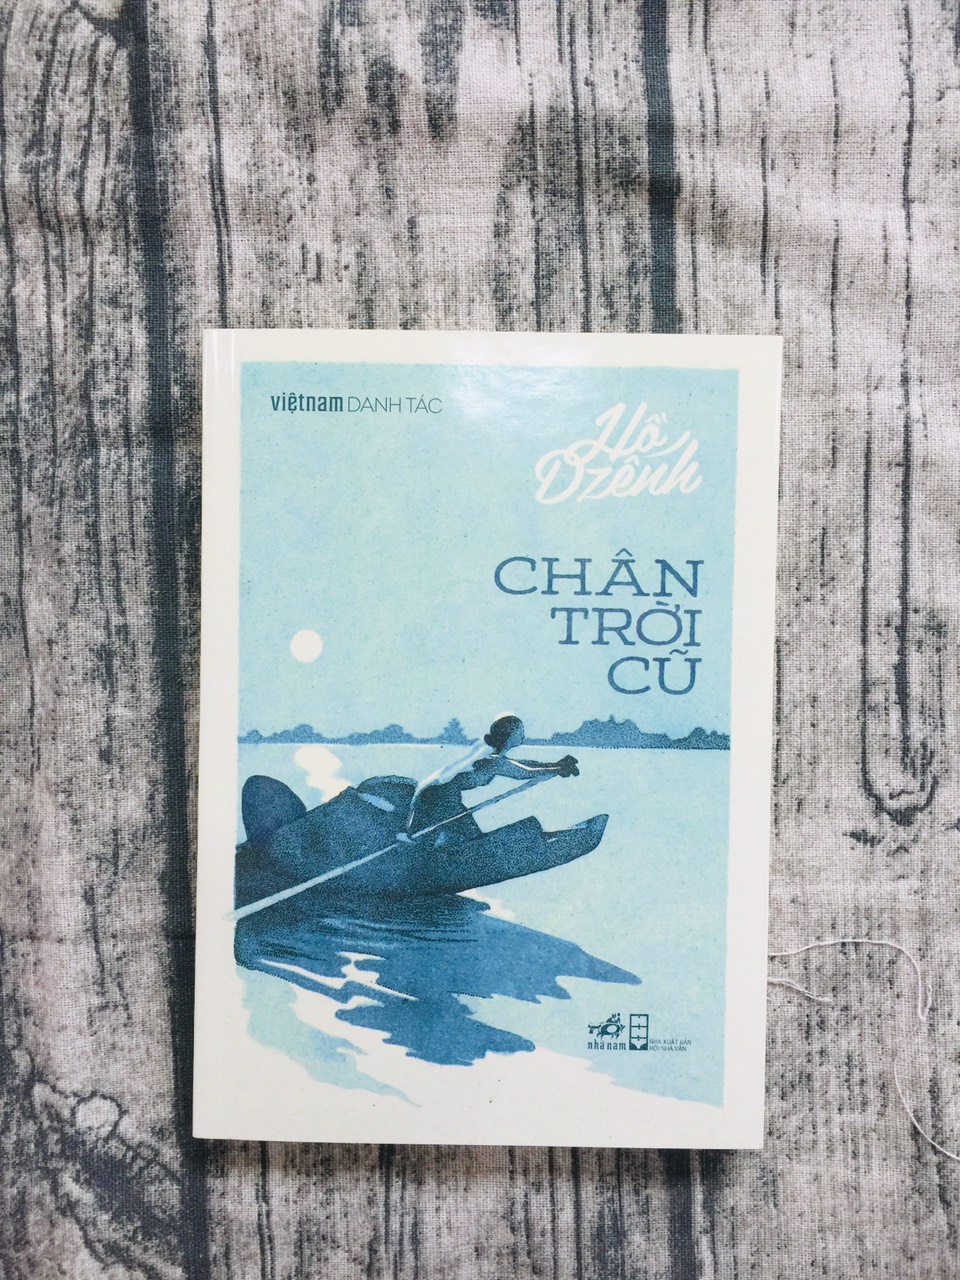 việtnam DANH TÁC
Hồ
Dzếnh
CHÂN
TRỜI
CŨ
nhã nam
NHÀ XUẤT BẢN
HỘI NHÀ VĂN